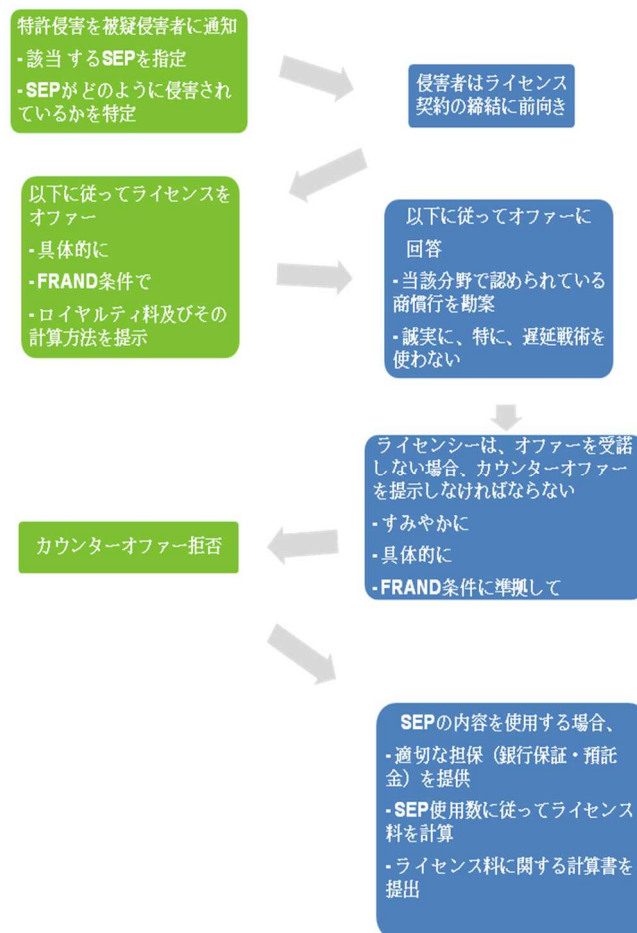 特許侵害を被疑侵害者に通知
- 該当 するSEPを指定
- SEPがどのように侵害され
ているかを特定
侵害者はライセンス
契約の締結に前向き
以下に従ってライセンスを
オファー
- 具体的に
- FRAND条件で
- ロイヤルティ料及びその
計算方法を提示
以下に従ってオファーに
回答
- 当該分野で認められている
商慣行を勘案
- 誠実に、特に、遅延戦術を
使わない
ライセンシーは、オファーを受諾
しない場合、カウンターオファー
を提示しなければならない
- すみやかに
- 具体的に
- FRAND条件に準拠して
カウンターオファー拒否
SEPの内容を使用する場合、
- 適切な担保（銀行保証・預託
金）を提供
- SEP使用数に従ってライセンス
料を計算
- ライセンス料に関する計算書を
提出